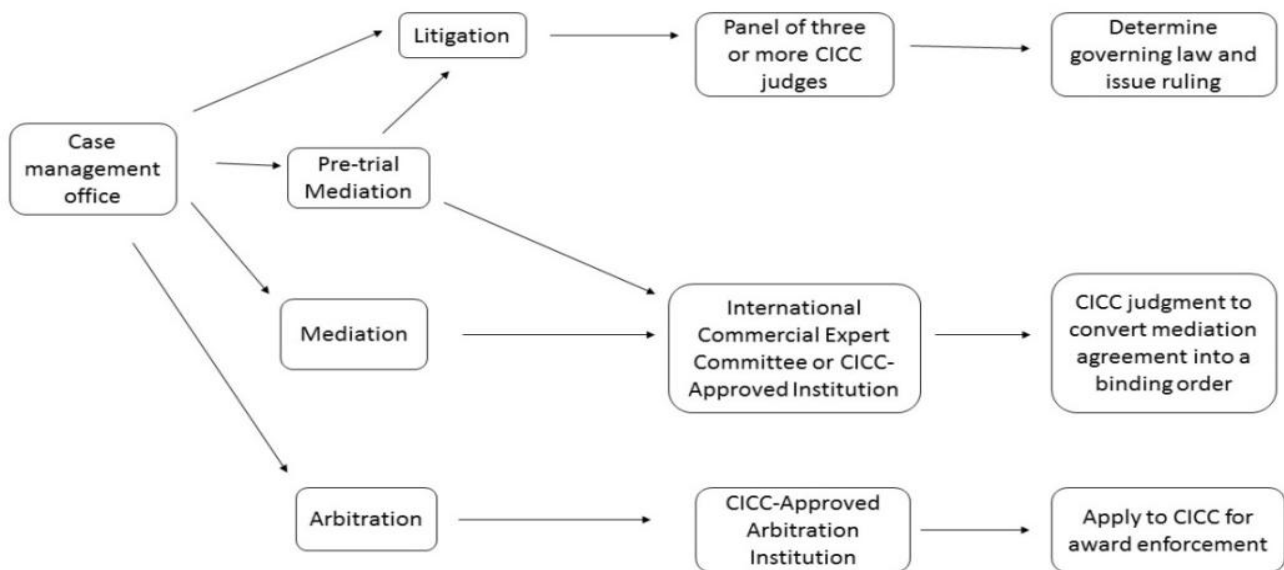 Litigation
Panel of three
or more CICC
judges
Determine
governing law and
issue ruling
Case
management
office
Pre-trial
Mediation
Mediation
International
Commercial Expert
Committee or CICC-
Approved Institution
CICC judgment to
convert mediation
agreement into a
binding order
Arbitration
CICC-Approved
Arbitration
Institution
Apply to CICC for
award enforcement